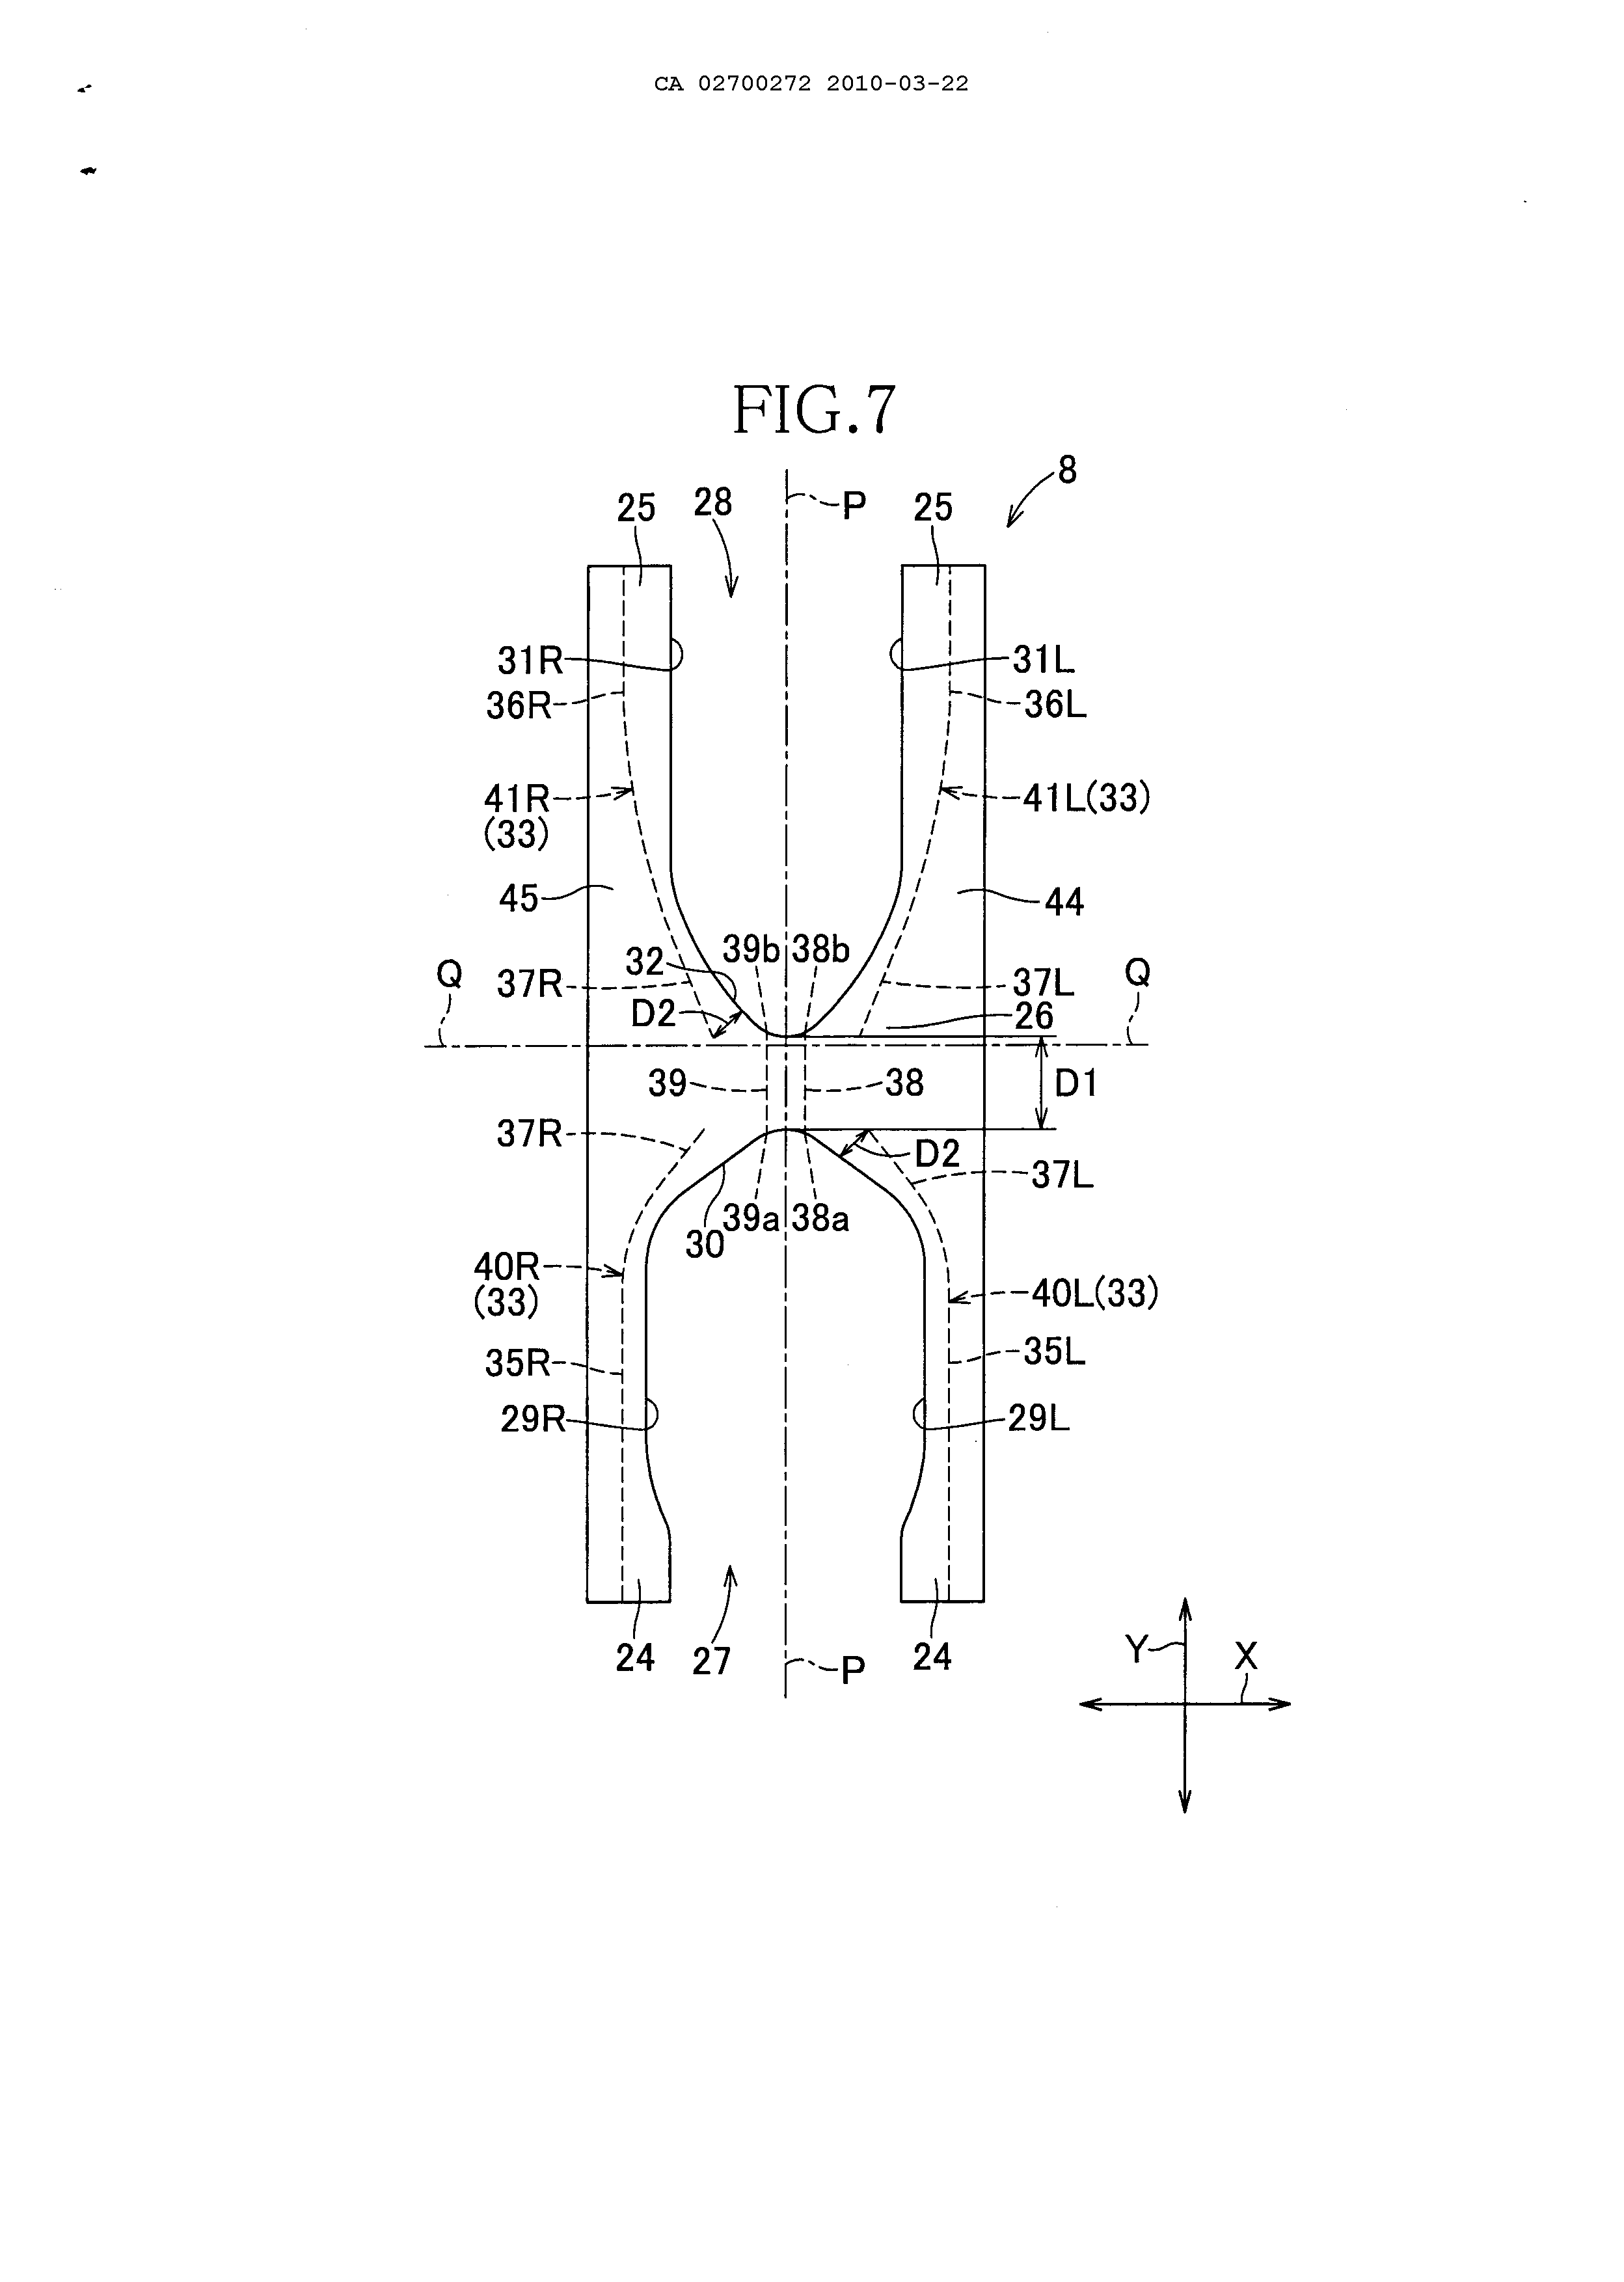 CA 02700272 2010-03-22
FIG.7
8
25 28 P 25
31R 31L
36R 36L
41R 41L(33)
(33)
45 44
39b 38b
32
Q 37R 37L Q
D2 26
39 38 D1
37R D2
37L
39a 38a
30
40R 40L(33)
(33)
35R 35L
29R 29L
24 27 P 24
Y X